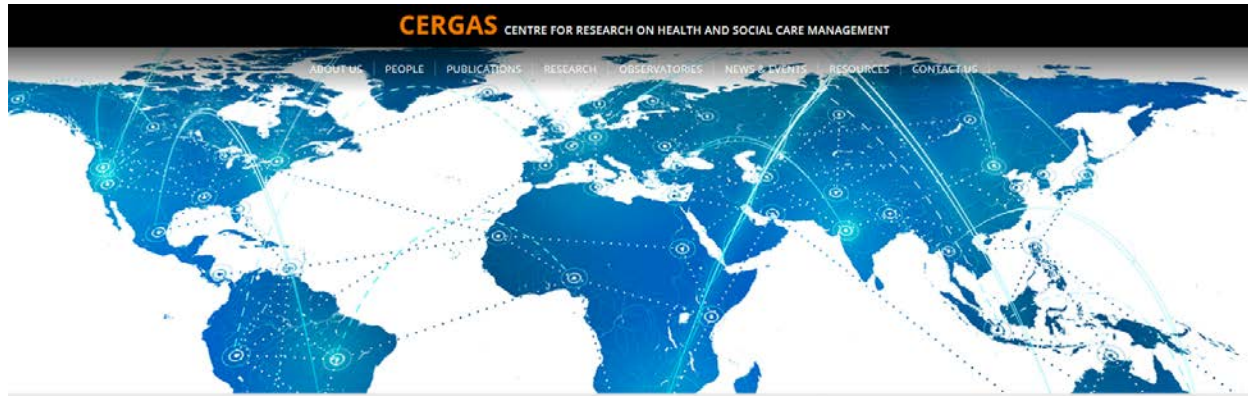 CERGAS CENTRE FOR RESEARCH ON HEALTH AND SOCIAL CARE MANAGEMENT
ABOUT US PEOPLE PUBLICATIONS RESEARCH OBSERVATORIES NEWS & EVENTS RESOURCES CONTACT US